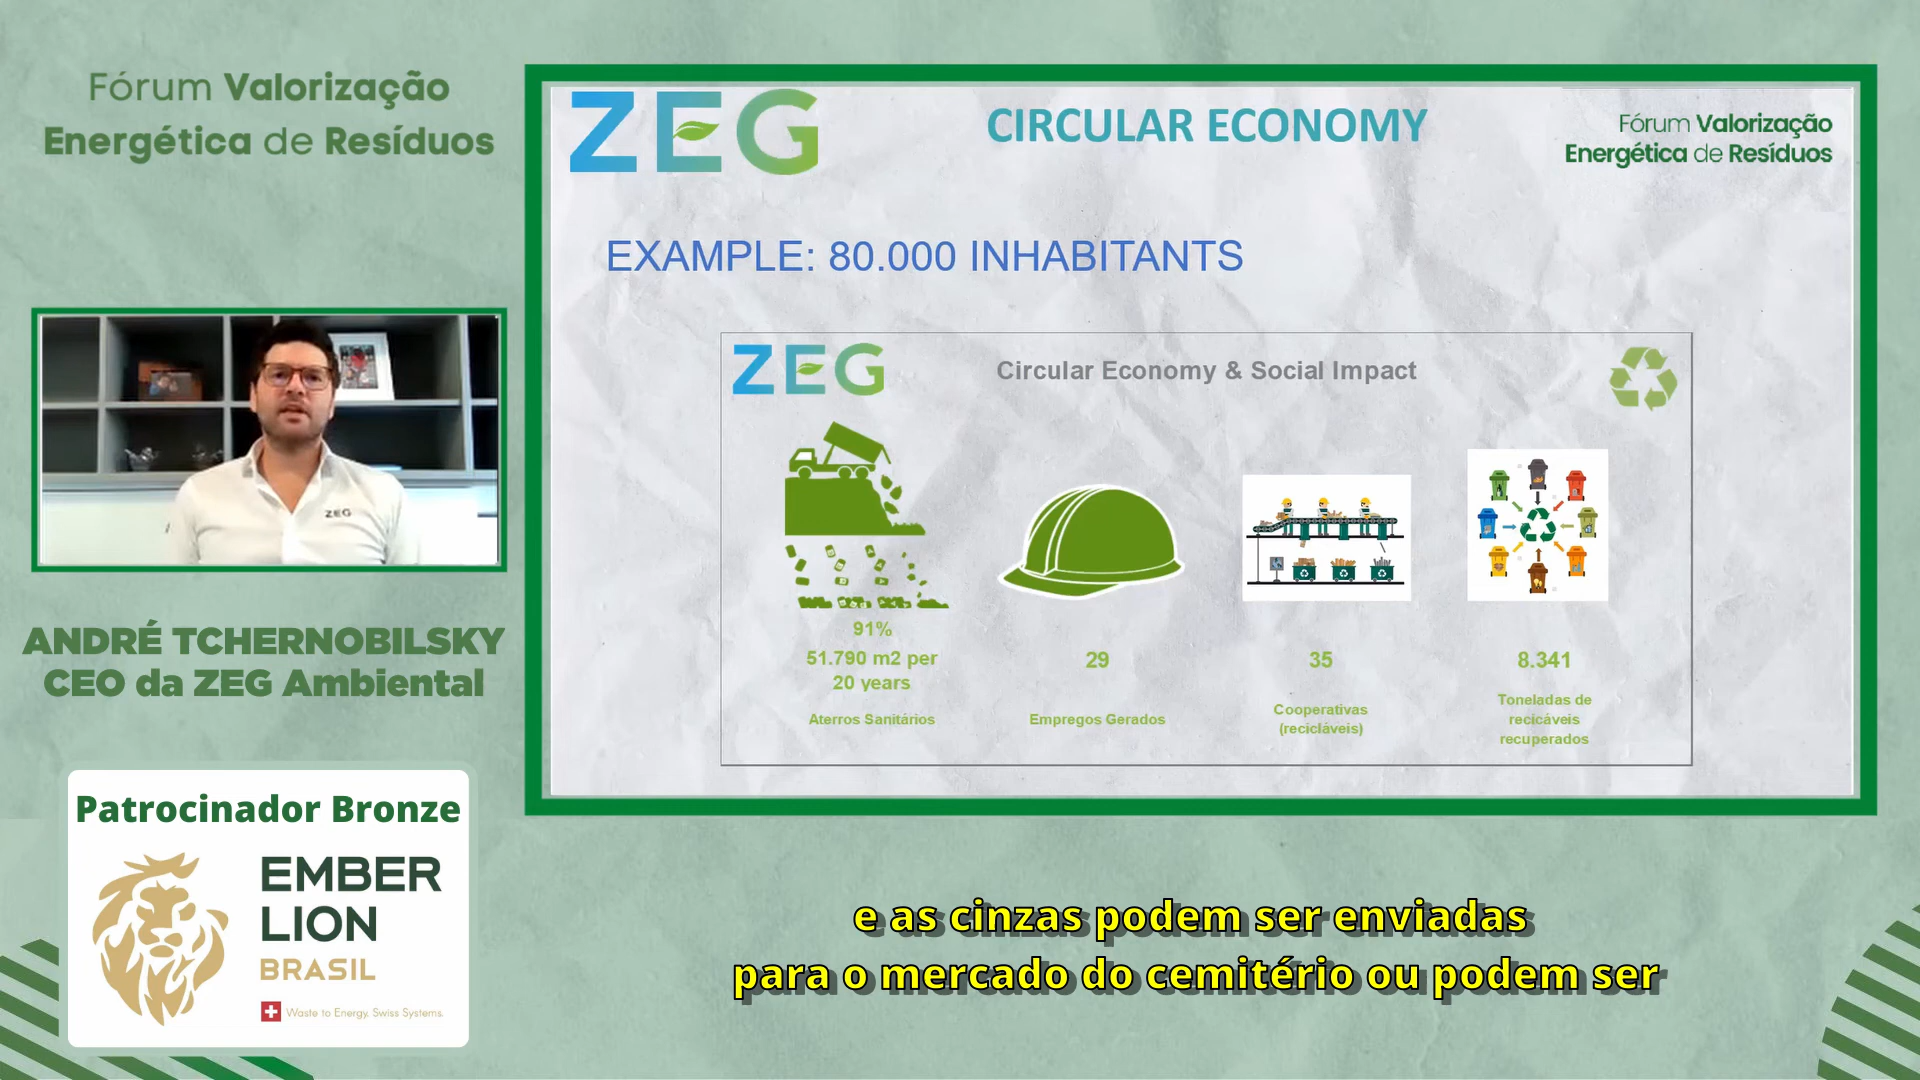 Fórum Valorização
Energética de Resíduos
ZEG
CIRCULAR ECONOMY
Fórum Valorização
Energética de Resíduos
EXAMPLE: 80.000 INHABITANTS
ZEG
Circular Economy & Social Impact
91%
51.790 m2 per
20 years
Aterros Sanitários
29
Empregos Gerados
35
Cooperativas
(recicláveis)
8.341
Toneladas de
recicáveis
recuperados
ZEG
ANDRÉ TCHERNOBILSKY
CEO da ZEG Ambiental
Patrocinador Bronze
EMBER
LION
BRASIL
Waste to Energy. Swiss Systems.
e as cinzas podem ser enviadas
para o mercado do cemitério ou podem ser